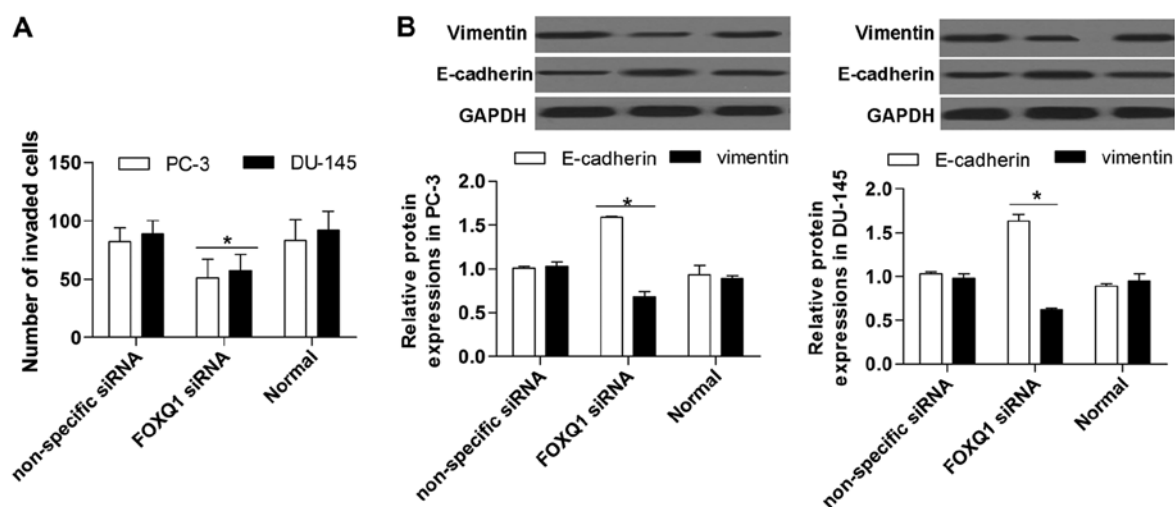 A
PC-3 DU-145
Number of invaded cells
150
100
50
0
*
non-specific siRNA
FOXQ1 siRNA
Normal
B
Vimentin
E-cadherin
GAPDH
E-cadherin vimentin
Relative protein
expressions in PC-3
2.0
1.5
1.0
0.5
0.0
*
non-specific siRNA
FOXQ1 siRNA
Normal
Vimentin
E-cadherin
GAPDH
E-cadherin vimentin
Relative protein
expressions in DU-145
2.0
1.5
1.0
0.5
0.0
*
non-specific siRNA
FOXQ1 siRNA
Normal